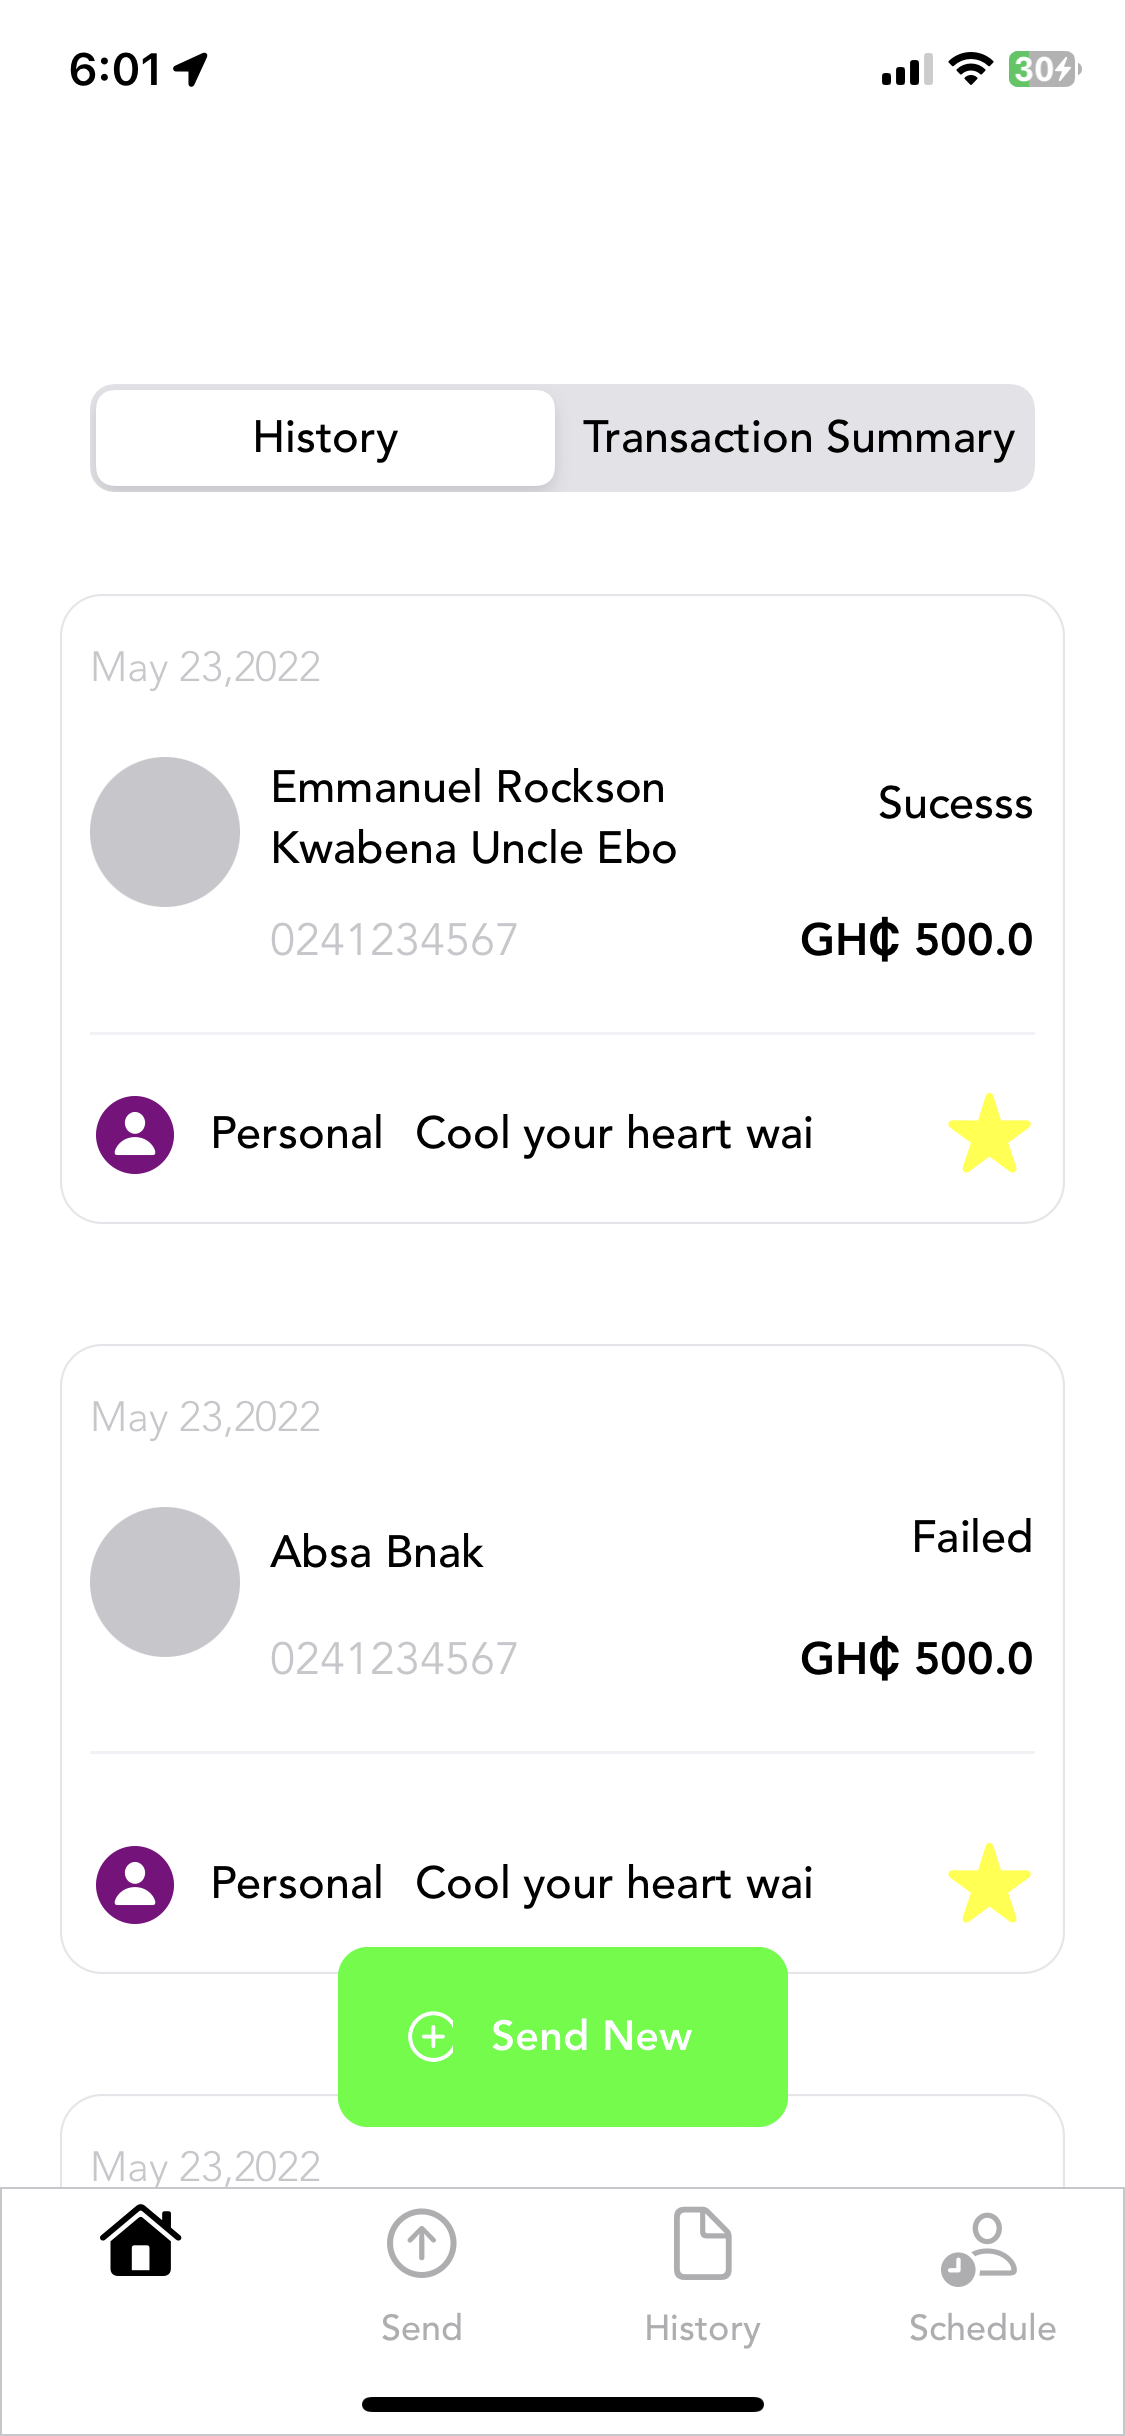 6:01
30
History
Transaction Summary
May 23,2022
Emmanuel Rockson
Kwabena Uncle Ebo
Sucesss
0241234567
GH₵ 500.0
Personal Cool your heart wai
May 23,2022
Absa Bnak
Failed
0241234567
GH₵ 500.0
Personal Cool your heart wai
Send New
May 23,2022
Send
History
Schedule